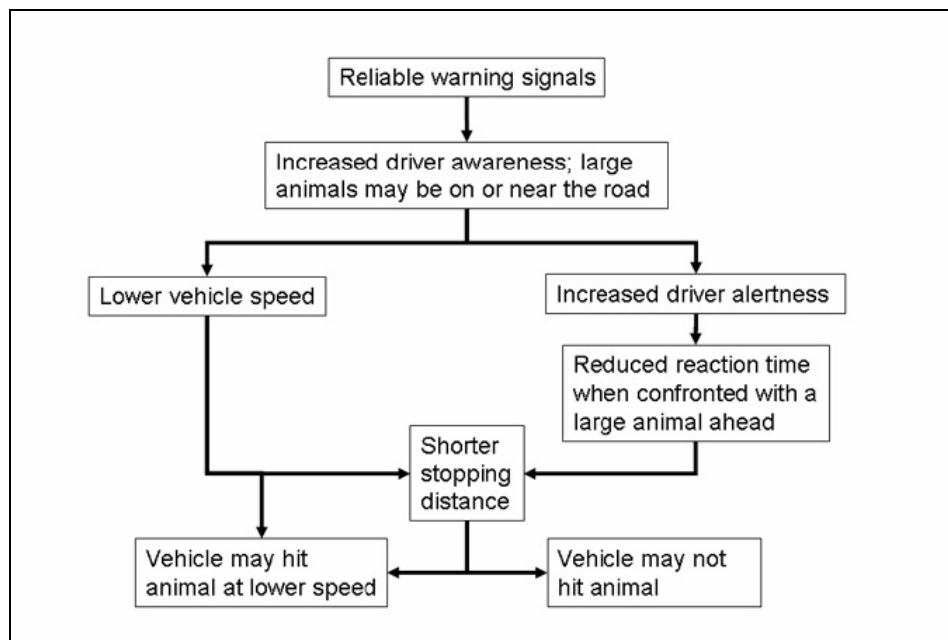 Reliable warning signals
Increased driver awareness; large
animals may be on or near the road
Lower vehicle speed
Increased driver alertness
Reduced reaction time
when confronted with a
large animal ahead
Shorter
stopping
distance
Vehicle may hit
animal at lower speed
Vehicle may not
hit animal